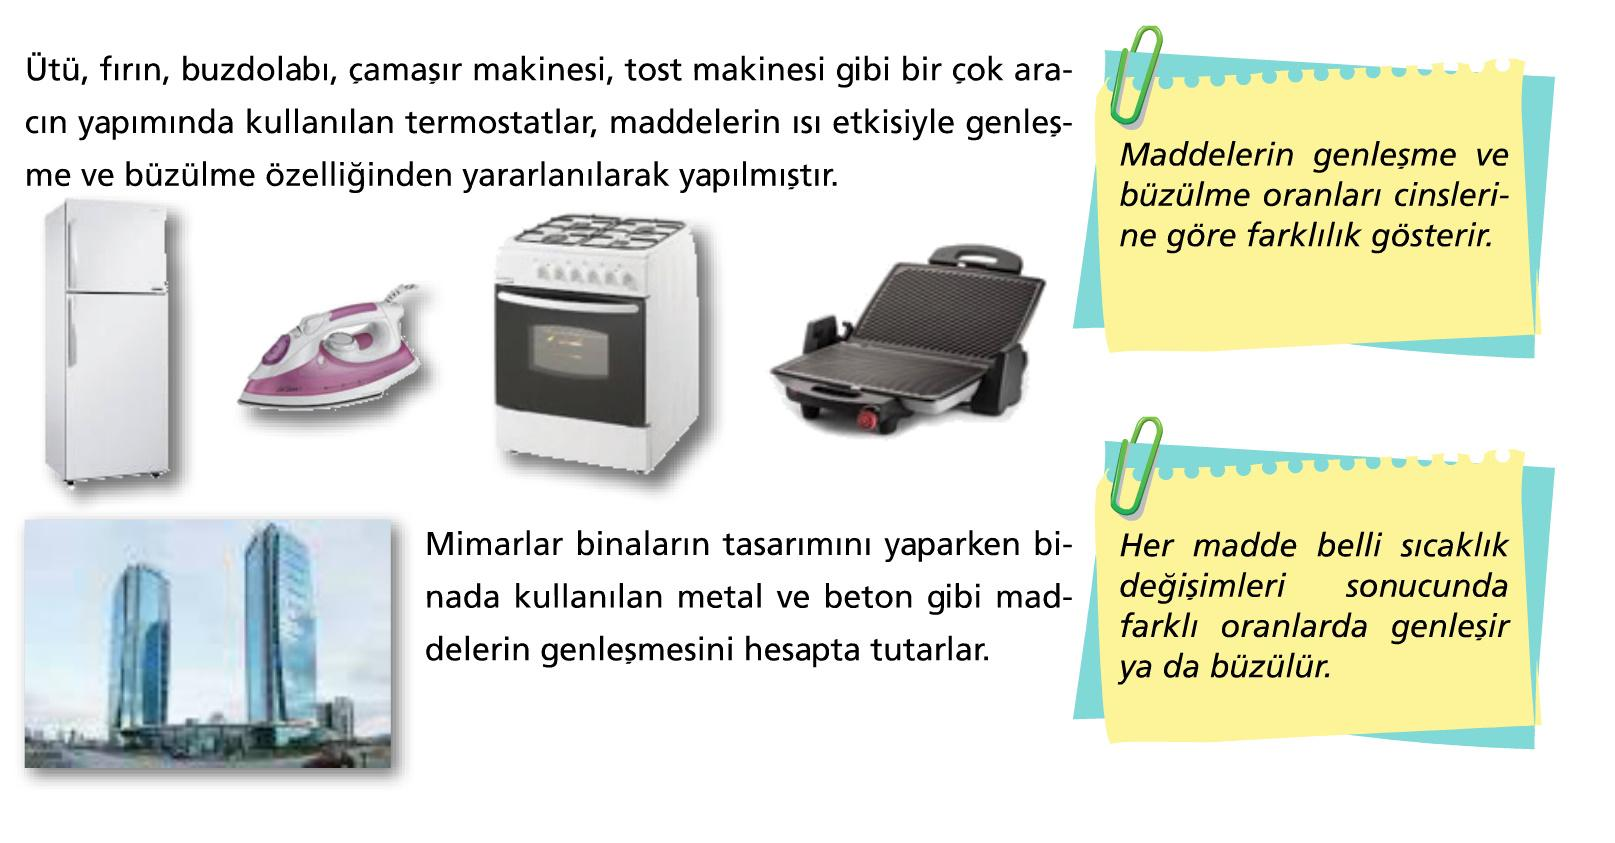 Ütü, fırın, buzdolabı, çamaşır makinesi, tost makinesi gibi bir çok ara-
cın yapımında kullanılan termostatlar, maddelerin ısı etkisiyle genleş-
me ve büzülme özelliğinden yararlanılarak yapılmıştır.
Maddelerin genleşme ve
büzülme oranları cinsleri-
ne göre farklılık gösterir.
Mimarlar binaların tasarımını yaparken bi-
nada kullanılan metal ve beton gibi mad-
delerin genleşmesini hesapta tutarlar.
Her madde belli sıcaklık
değişimleri sonucunda
farklı oranlarda genleşir
ya da büzülür.